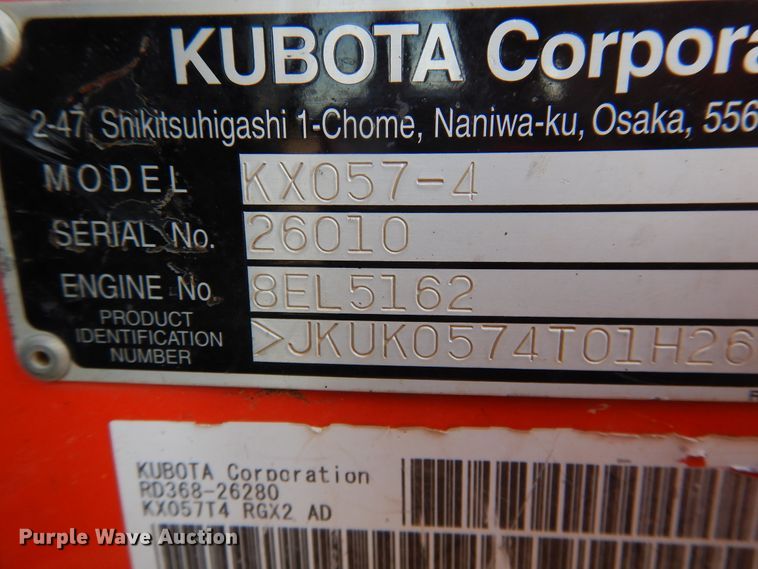 KUBOTA Corpora
2-47, Shikitsuhigashi 1-Chome, Naniwa-ku, Osaka, 556
MODEL KX057-4
SERIAL No. 26010
ENGINE No. 8EL5162
PRODUCT IDENTIFICATION NUMBER >JKUK0574T01H26
KUBOTA Corporation
RD368-26280
KX057T4 RGX2 AD
Purple Wave Auction